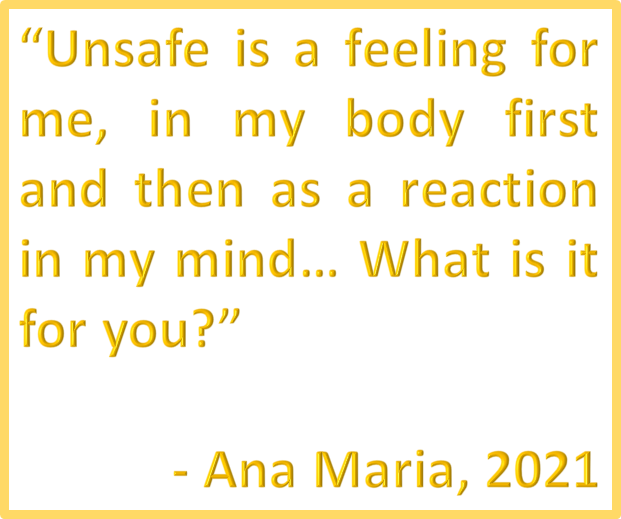 “Unsafe is a feeling for
me, in my body first
and then as a reaction
in my mind… What is it
for you?”
- Ana Maria, 2021